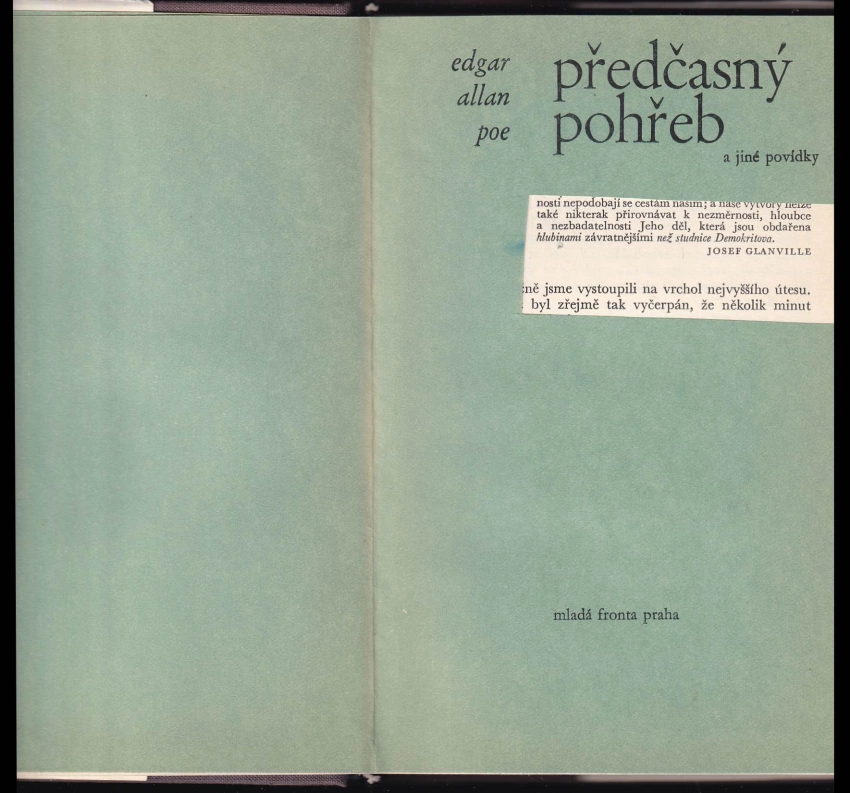 edgar
allan
poe
předčasný
pohřeb
a jiné povídky
ností nepodobají se cestám našim; a naše výtvory nelze
také nikterak přirovnávat k nezměrnosti, hloubce
a nezbadatelnosti Jeho děl, která jsou obdařena
hlubinami závratnějšími než studnice Demokritova.
JOSEF GLANVILLE
čně jsme vystoupili na vrchol nejvyššího útesu.
byl zřejmě tak vyčerpán, že několik minut
mladá fronta praha